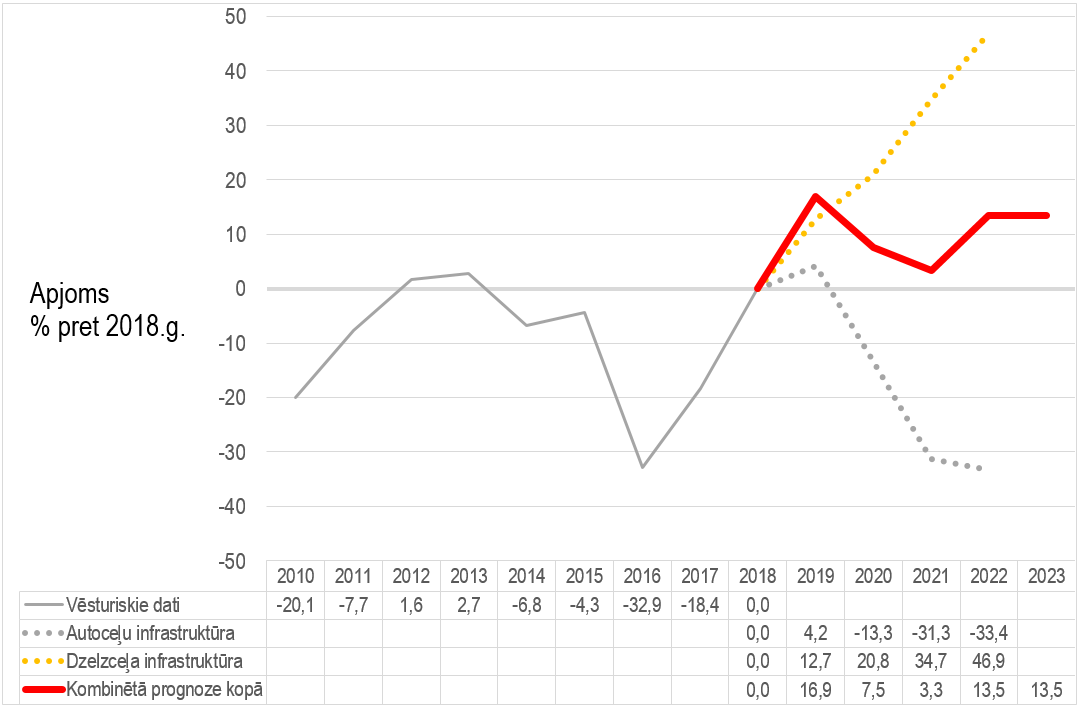 50
40
30
20
10
0
-10
-20
-30
-40
-50
Apjoms
% pret 2018.g.
2010 2011 2012 2013 2014 2015 2016 2017 2018 2019 2020 2021 2022 2023
Vēsturiskie dati -20,1 -7,7 1,6 2,7 -6,8 -4,3 -32,9 -18,4 0,0
Autoceļu infrastruktūra 0,0 4,2 -13,3 -31,3 -33,4
Dzelzceļa infrastruktūra 0,0 12,7 20,8 34,7 46,9
Kombinētā prognoze kopā 0,0 16,9 7,5 3,3 13,5 13,5